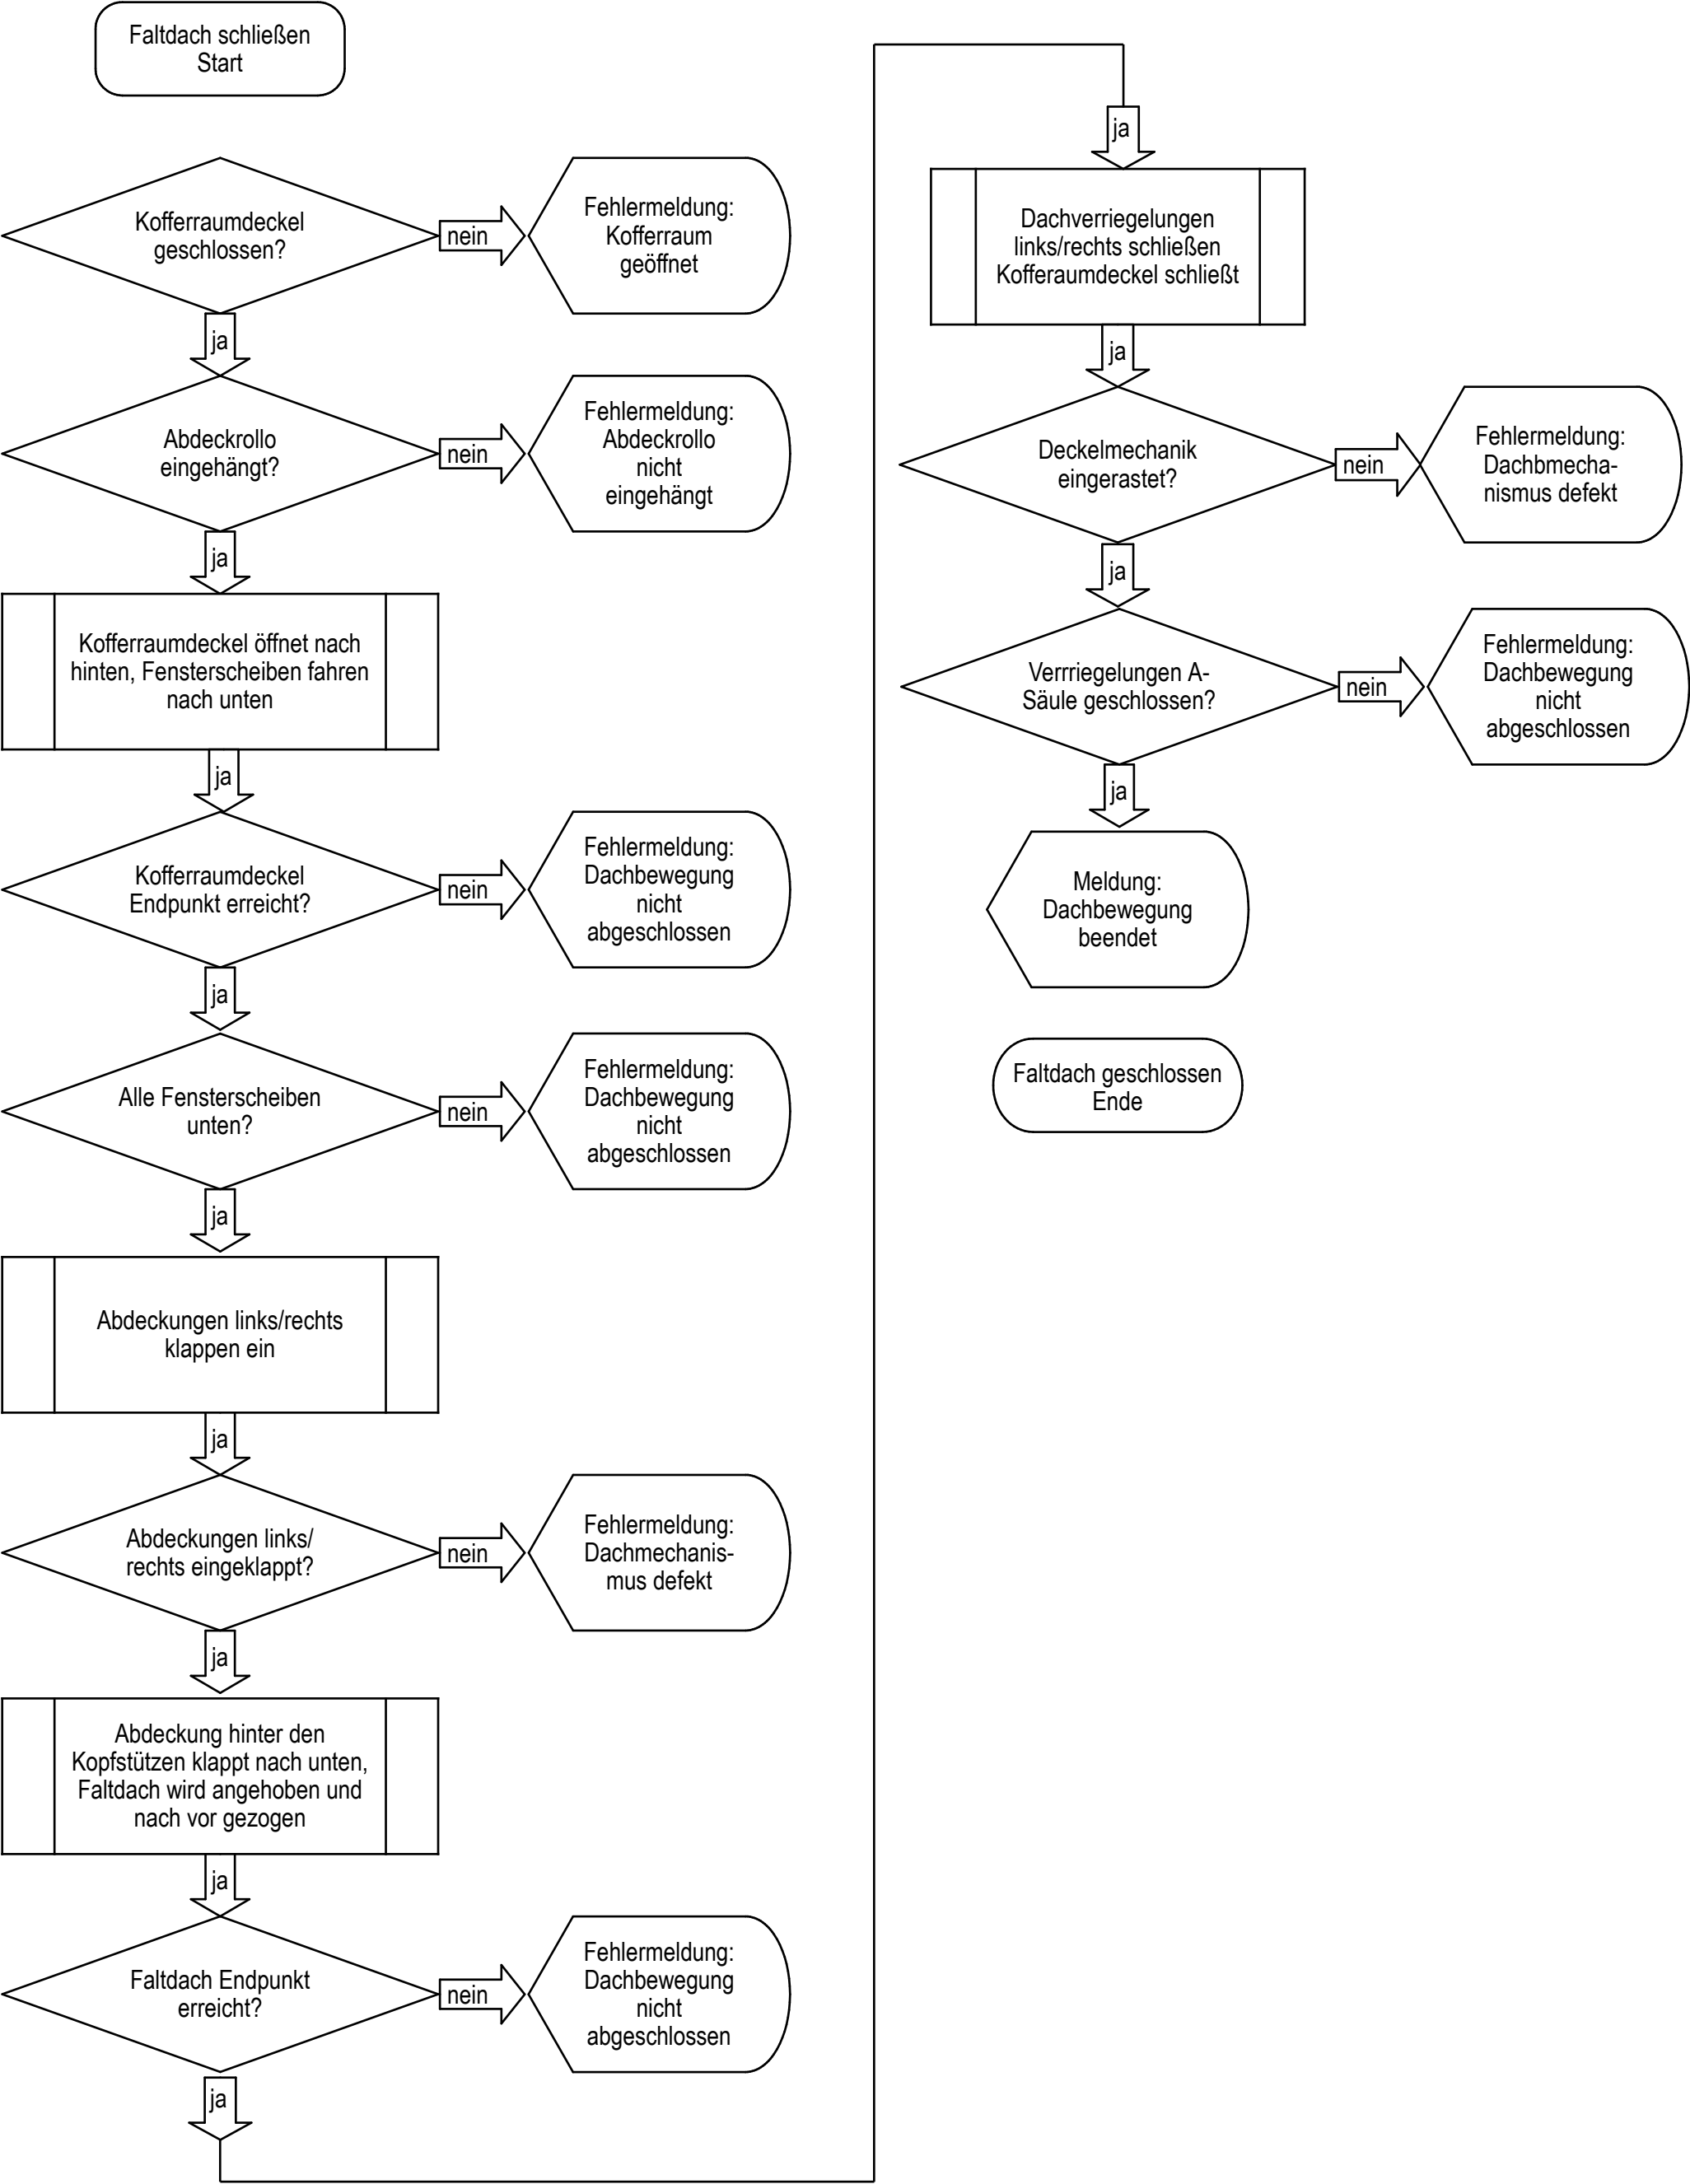 Faltdach schließen
Start
Kofferraumdeckel
geschlossen?
nein
Fehlermeldung:
Kofferraum
geöffnet
ja
Abdeckrollo
eingehängt?
nein
Fehlermeldung:
Abdeckrollo
nicht
eingehängt
ja
Kofferraumdeckel öffnet nach
hinten, Fensterscheiben fahren
nach unten
ja
Kofferraumdeckel
Endpunkt erreicht?
nein
Fehlermeldung:
Dachbewegung
nicht
abgeschlossen
ja
Alle Fensterscheiben
unten?
nein
Fehlermeldung:
Dachbewegung
nicht
abgeschlossen
ja
Abdeckungen links/rechts
klappen ein
ja
Abdeckungen links/
rechts eingeklappt?
nein
Fehlermeldung:
Dachmechanis-
mus defekt
ja
Abdeckung hinter den
Kopfstützen klappt nach unten,
Faltdach wird angehoben und
nach vor gezogen
ja
Faltdach Endpunkt
erreicht?
nein
Fehlermeldung:
Dachbewegung
nicht
abgeschlossen
ja
ja
Dachverriegelungen
links/rechts schließen
Kofferaumdeckel schließt
ja
Deckelmechanik
eingerastet?
nein
Fehlermeldung:
Dachbmecha-
nismus defekt
ja
Verrriegelungen A-
Säule geschlossen?
nein
Fehlermeldung:
Dachbewegung
nicht
abgeschlossen
ja
Meldung:
Dachbewegung
beendet
Faltdach geschlossen
Ende